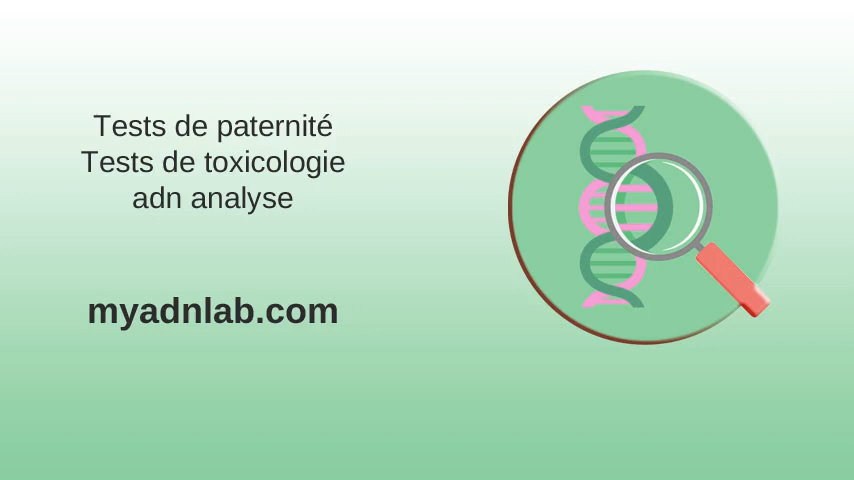 Tests de paternité
Tests de toxicologie
adn analyse
myadnlab.com